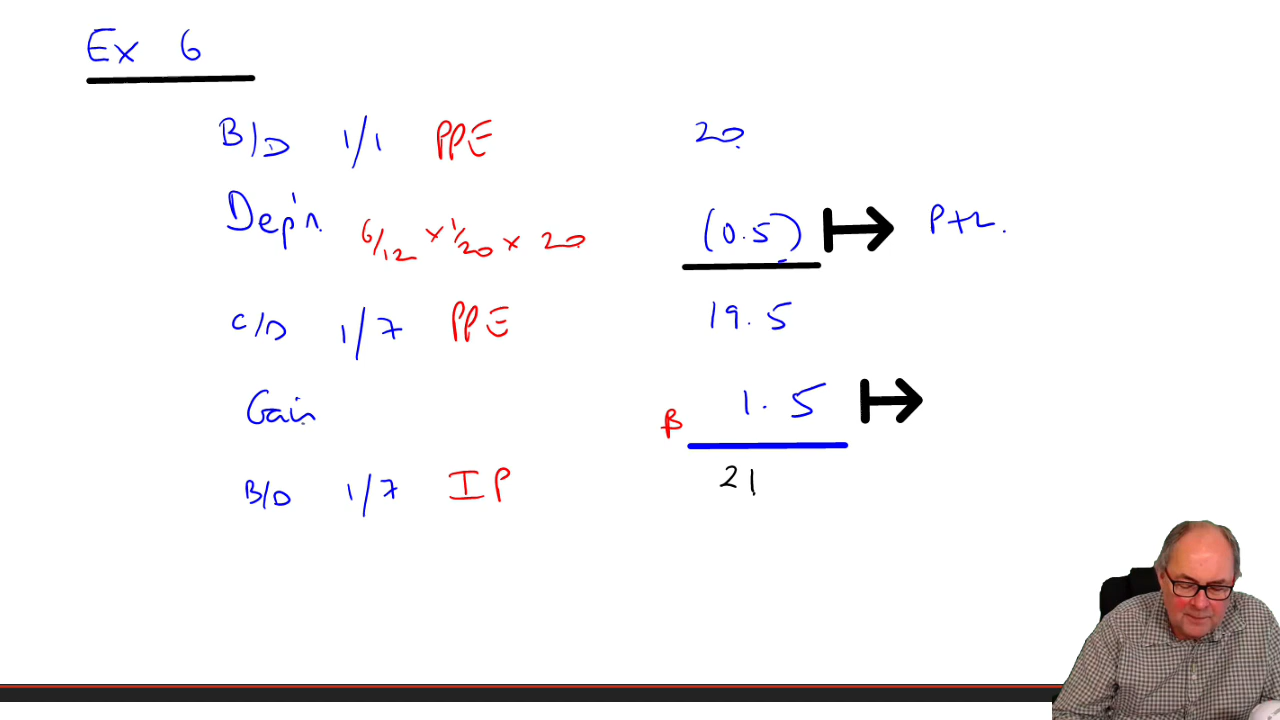 Ex 6
B/D 1/1 PPE 20
Dep'n 6/12 × 1/20 × 20 (0.5) P+L.
C/D 1/7 PPE 19.5
Gain 1.5
B
B/D 1/7 IP 21